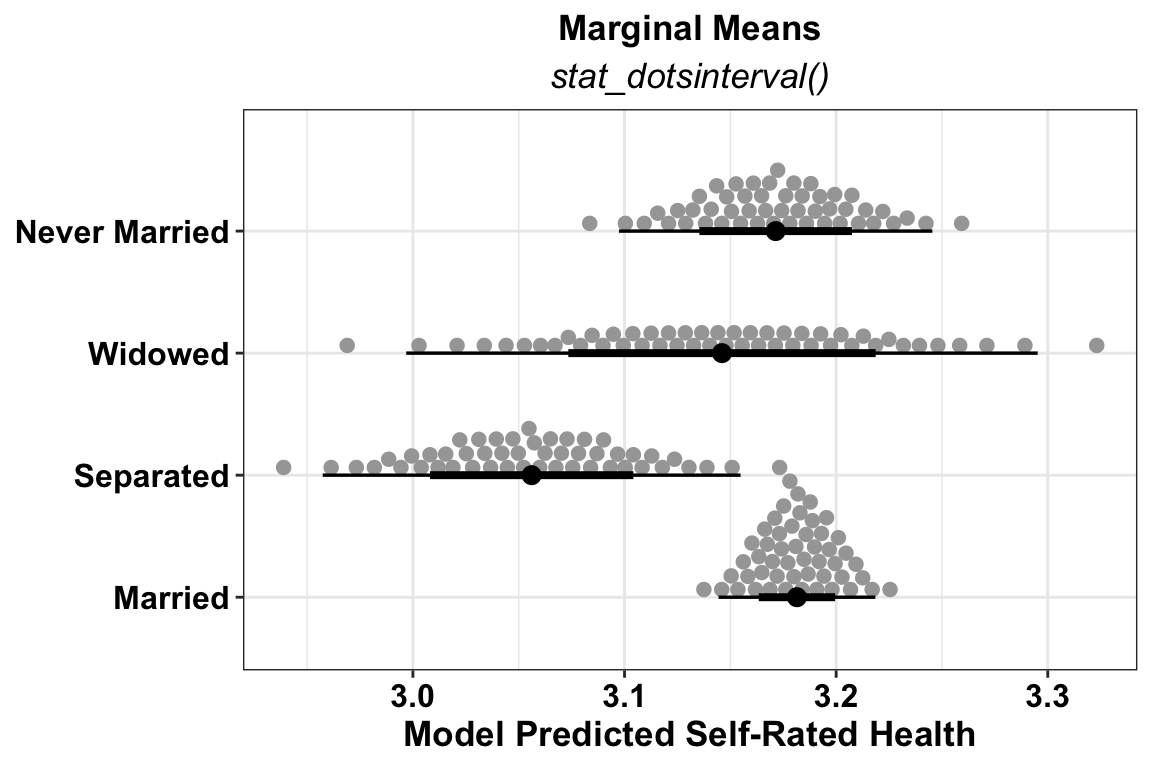 Marginal Means
stat_dotsinterval()
Never Married
Widowed
Separated
Married
3.0 3.1 3.2 3.3
Model Predicted Self-Rated Health